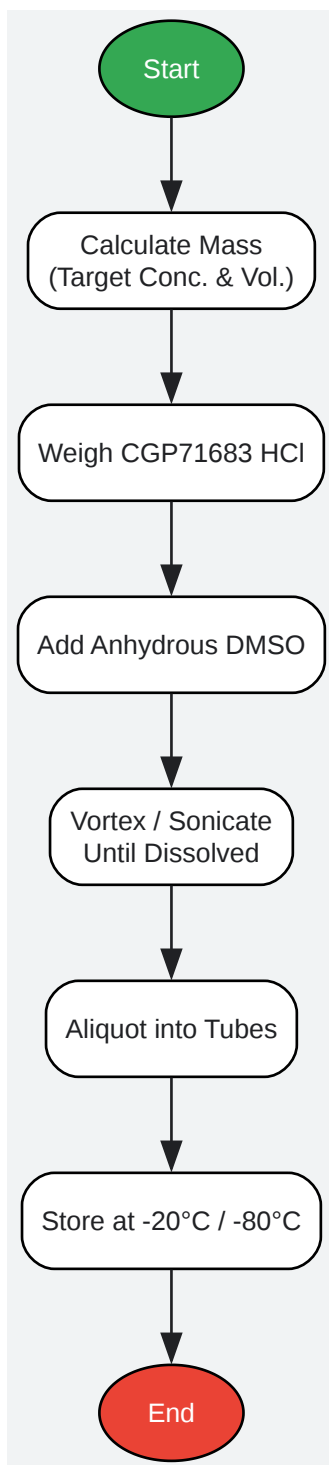 Start
Calculate Mass
(Target Conc. & Vol.)
Weigh CGP71683 HCl
Add Anhydrous DMSO
Vortex / Sonicate
Until Dissolved
Aliquot into Tubes
Store at -20°C / -80°C
End